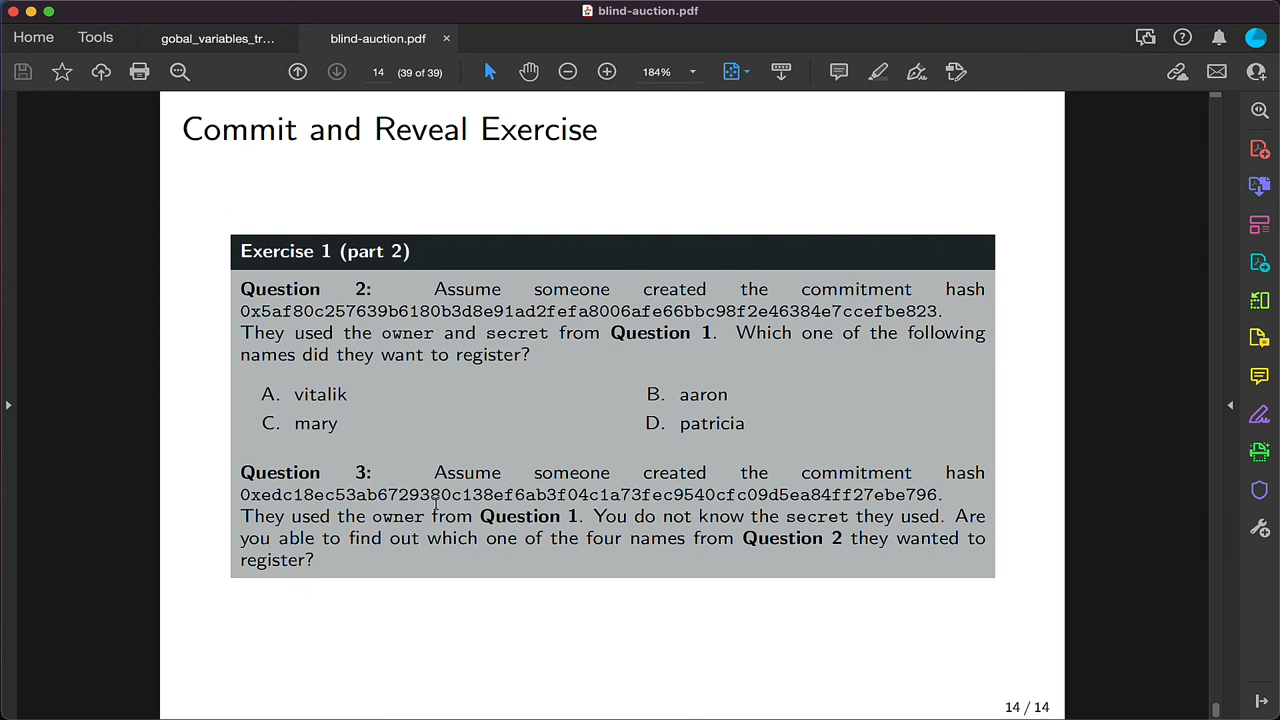 blind-auction.pdf
Home
Tools
gobal_variables_tr...
blind-auction.pdf
14
(39 of 39)
184%
Commit and Reveal Exercise
Exercise 1 (part 2)
Question 2: Assume someone created the commitment hash
0x5af80c257639b6180b3d8e91ad2fefa8006afe66bbc98f2e46384e7ccefbe823.
They used the owner and secret from Question 1. Which one of the following
names did they want to register?
A. vitalik
B. aaron
C. mary
D. patricia
Question 3: Assume someone created the commitment hash
0xedc18ec53ab6729380c138ef6ab3f04c1a73fec9540cfc09d5ea84ff27ebe796.
They used the owner from Question 1. You do not know the secret they used. Are
you able to find out which one of the four names from Question 2 they wanted to
register?
14 / 14